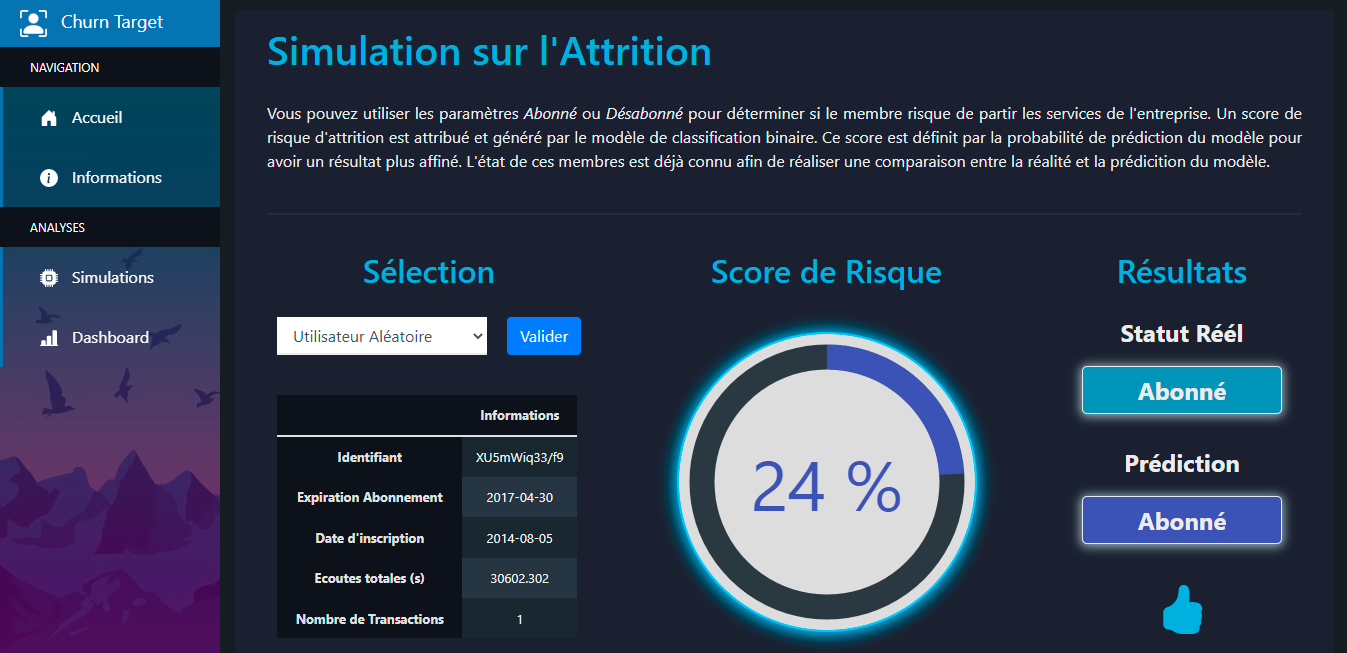 Churn Target
NAVIGATION
Accueil
Informations
ANALYSES
Simulations
Dashboard
Simulation sur l'Attrition
Vous pouvez utiliser les paramètres Abonné ou Désabonné pour déterminer si le membre risque de partir les services de l'entreprise. Un score de
risque d'attrition est attribué et généré par le modèle de classification binaire. Ce score est définit par la probabilité de prédiction du modèle pour
avoir un résultat plus affiné. L'état de ces membres est déjà connu afin de réaliser une comparaison entre la réalité et la prédicition du modèle.
Sélection
Utilisateur Aléatoire
Valider
Informations
Identifiant XU5mWiq33/f9
Expiration Abonnement 2017-04-30
Date d'inscription 2014-08-05
Ecoutes totales (s) 30602.302
Nombre de Transactions 1
Score de Risque
24 %
Résultats
Statut Réél
Abonné
Prédiction
Abonné